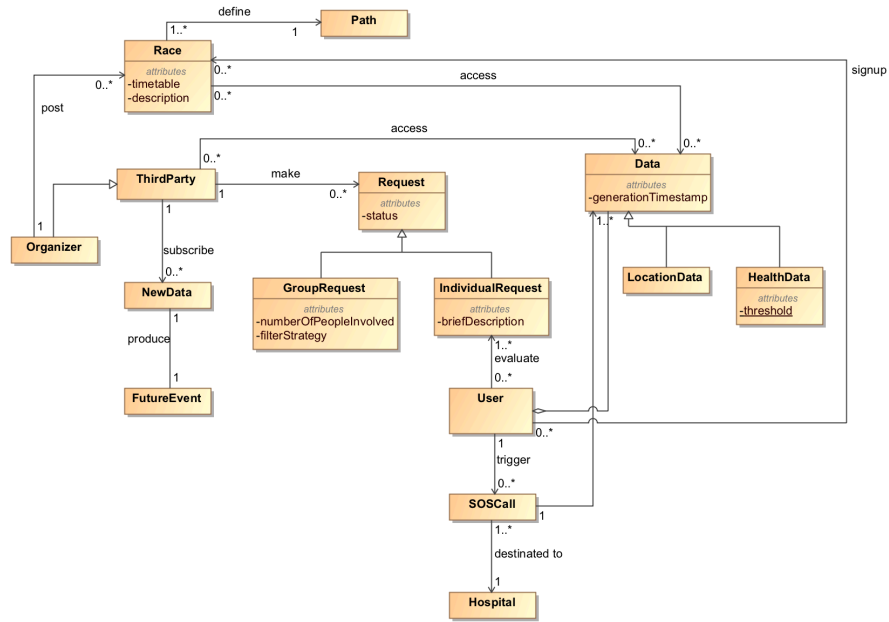 define
Path
1..*
1
Race
attributes
-timetable
-description
0..*
0..*
0..*
signup
access
post
access
0..*
0..*
0..*
Data
attributes
-generationTimestamp
ThirdParty
1
make
0..*
Request
attributes
-status
1
1
1..*
Organizer
subscribe
0..*
LocationData
HealthData
attributes
-threshold
NewData
GroupRequest
attributes
-numberOfPeopleInvolved
-filterStrategy
IndividualRequest
attributes
-briefDescription
1
produce
1..*
evaluate
0..*
1
FutureEvent
User
0..*
1
trigger
0..*
SOSCall
1
1..*
destinated to
1
Hospital